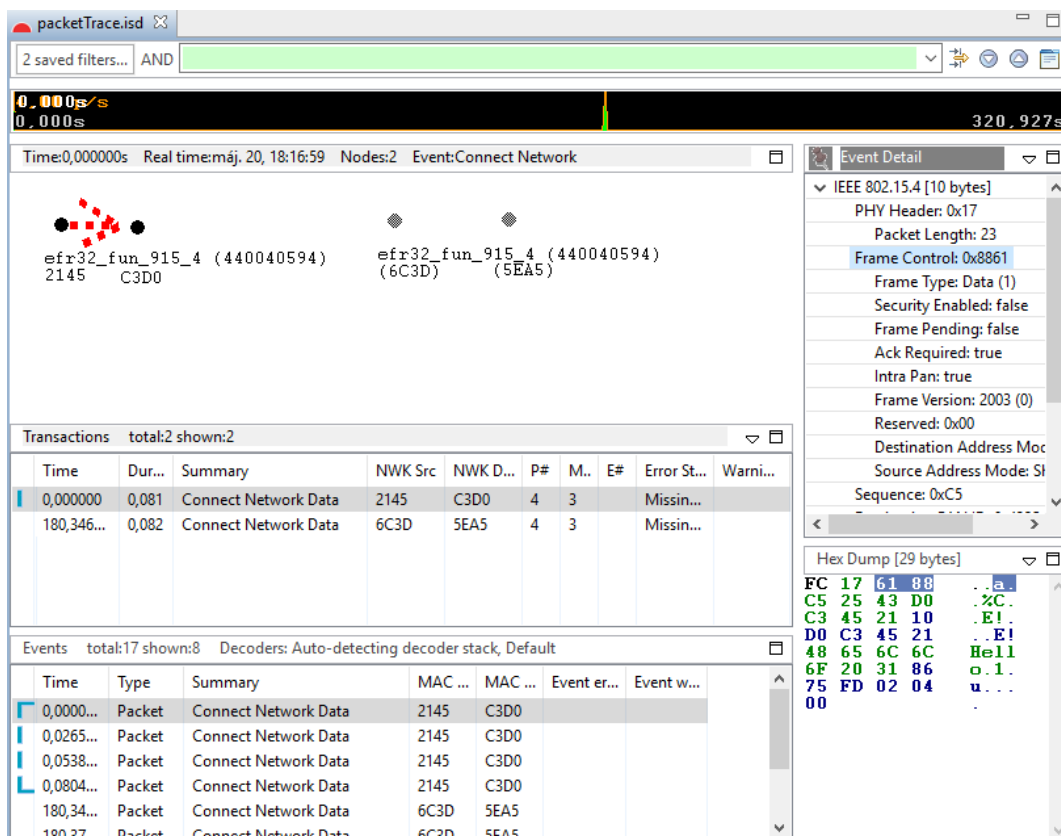 packetTrace.isd
2 saved filters... AND
0,000s
320,927s
Time:0,000000s Real time:máj. 20, 18:16:59 Nodes:2 Event:Connect Network
efr32_fun_915_4 (440040594)
2145 C3D0
efr32_fun_915_4 (440040594)
(6C3D) (5EA5)
Transactions total:2 shown:2
Time Dur... Summary NWK Src NWK D... P# M.. E# Error St... Warni...
0,000000 0,081 Connect Network Data 2145 C3D0 4 3 Missin...
180,346... 0,082 Connect Network Data 6C3D 5EA5 4 3 Missin...
Events total:17 shown:8 Decoders: Auto-detecting decoder stack, Default
Time Type Summary MAC ... MAC ... Event er... Event w...
0,0000... Packet Connect Network Data 2145 C3D0
0,0265... Packet Connect Network Data 2145 C3D0
0,0538... Packet Connect Network Data 2145 C3D0
0,0804... Packet Connect Network Data 2145 C3D0
180,34... Packet Connect Network Data 6C3D 5EA5
180,37... Packet Connect Network Data 6C3D 5EA5
Event Detail
IEEE 802.15.4 [10 bytes]
PHY Header: 0x17
Packet Length: 23
Frame Control: 0x8861
Frame Type: Data (1)
Security Enabled: false
Frame Pending: false
Ack Required: true
Intra Pan: true
Frame Version: 2003 (0)
Reserved: 0x00
Destination Address Mod
Source Address Mode: Sh
Sequence: 0xC5
Hex Dump [29 bytes]
FC 17 61 88 ..a.
C5 25 43 D0 .%C.
C3 45 21 10 .E!.
D0 C3 45 21 ..E!
48 65 6C 6C Hell
6F 20 31 86 o.1.
75 FD 02 04 u...
00 .